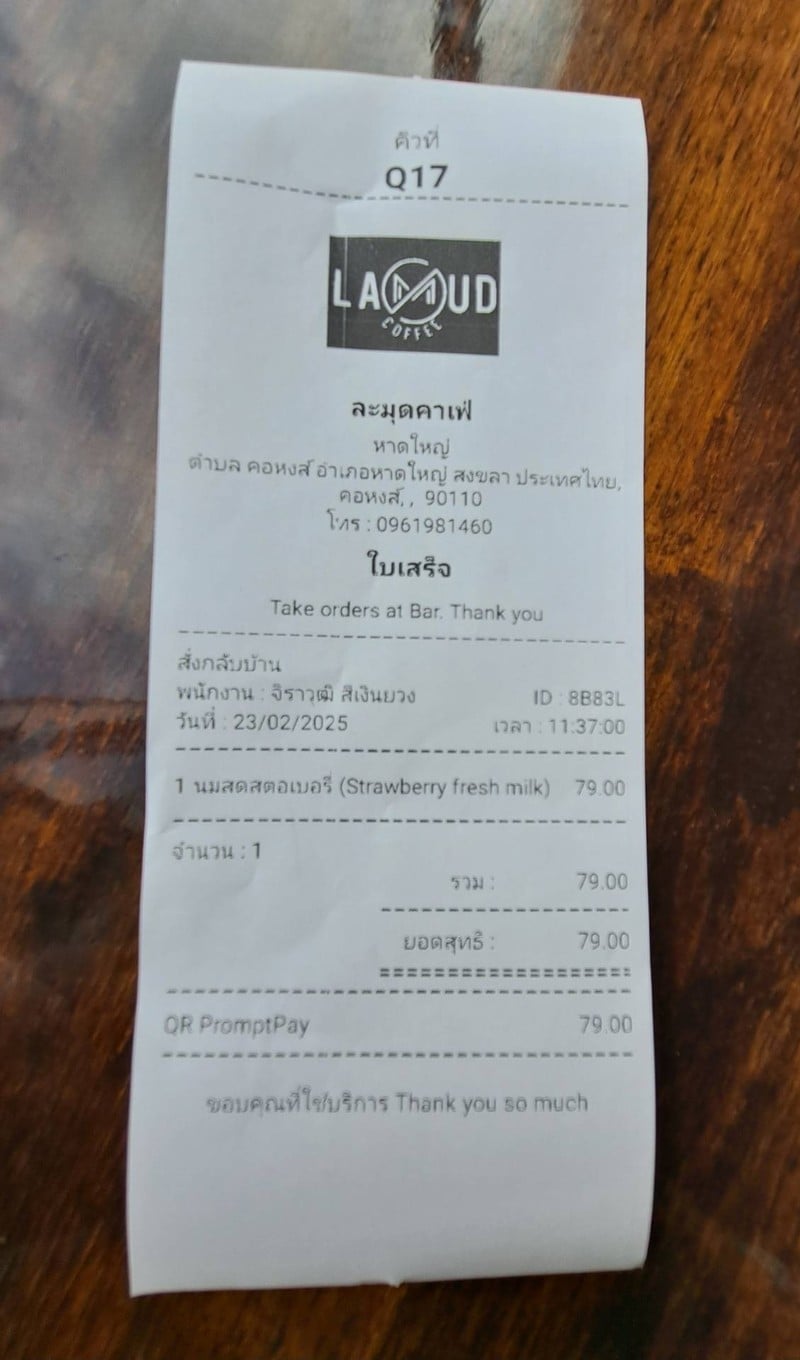 คิวที่
Q17
LAMUD
COFFEE
ละมุดคาเฟ่
หาดใหญ่
ตำบล คอหงส์ อำเภอหาดใหญ่ สงขลา ประเทศไทย,
คอหงส์, , 90110
โทร : 0961981460
ใบเสร็จ
Take orders at Bar. Thank you
สั่งกลับบ้าน
พนักงาน : จิราวุฒิ สีเงินยวง ID : 8B83L
วันที่ : 23/02/2025 เวลา : 11:37:00
1 นมสดสตอเบอรี่ (Strawberry fresh milk) 79.00
จำนวน : 1
รวม : 79.00
ยอดสุทธิ : 79.00
QR PromptPay 79.00
ขอบคุณที่ใช้บริการ Thank you so much